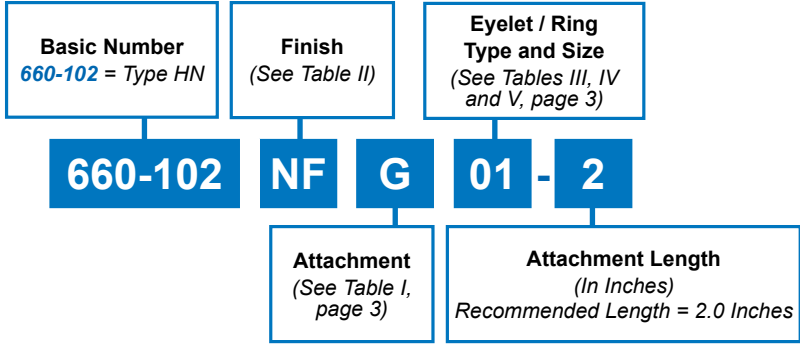 Basic Number
660-102 = Type HN
Finish
(See Table II)
Eyelet / Ring
Type and Size
(See Tables III, IV
and V, page 3)
660-102 NF G 01 - 2
Attachment
(See Table I,
page 3)
Attachment Length
(In Inches)
Recommended Length = 2.0 Inches